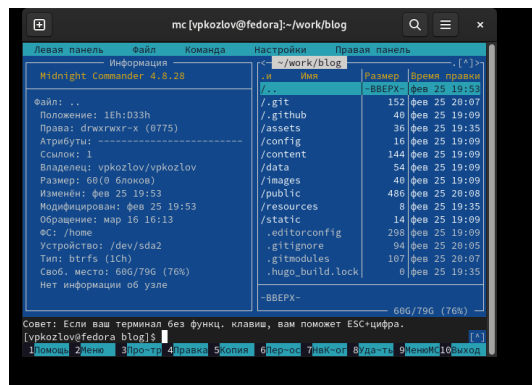 mc [vpkozlov@fedora]:~/work/blog
Левая панель Файл Команда Настройки Правая панель
Информация
Midnight Commander 4.8.28
Файл: ..
Положение: 1Eh:D33h
Права: drwxrwxr-x (0775)
Атрибуты: ------------------------
Ссылок: 1
Владелец: vpkozlov/vpkozlov
Размер: 60(0 блоков)
Изменён: фев 25 19:53
Модифицирован: фев 25 19:53
Обращение: мар 16 16:13
ФС: /home
Устройство: /dev/sda2
Тип: btrfs (1Ch)
Своб. место: 60G/79G (76%)
Нет информации об узле
<─ ~/work/blog .[^]>
.и Имя Размер Время правки
/.. -ВВЕРХ- фев 25 19:53
/.git 152 фев 25 20:07
/.github 40 фев 25 19:09
/assets 36 фев 25 19:35
/config 16 фев 25 19:09
/content 144 фев 25 19:09
/data 54 фев 25 19:09
/images 40 фев 25 19:09
/public 486 фев 25 20:08
/resources 8 фев 25 19:35
/static 14 фев 25 19:09
.editorconfig 298 фев 25 19:09
.gitignore 94 фев 25 20:05
.gitmodules 107 фев 25 20:07
.hugo_build.lock 0 фев 25 19:35
-ВВЕРХ-
60G/79G (76%)
Совет: Если ваш терминал без функц. клавиш, вам поможет ESC+цифра.
[vpkozlov@fedora blog]$ [^]
1Помощь 2Меню 3Про~тр 4Правка 5Копия 6Пер~ос 7НвК~ог 8Уда~ть 9МенюMC 10Выход